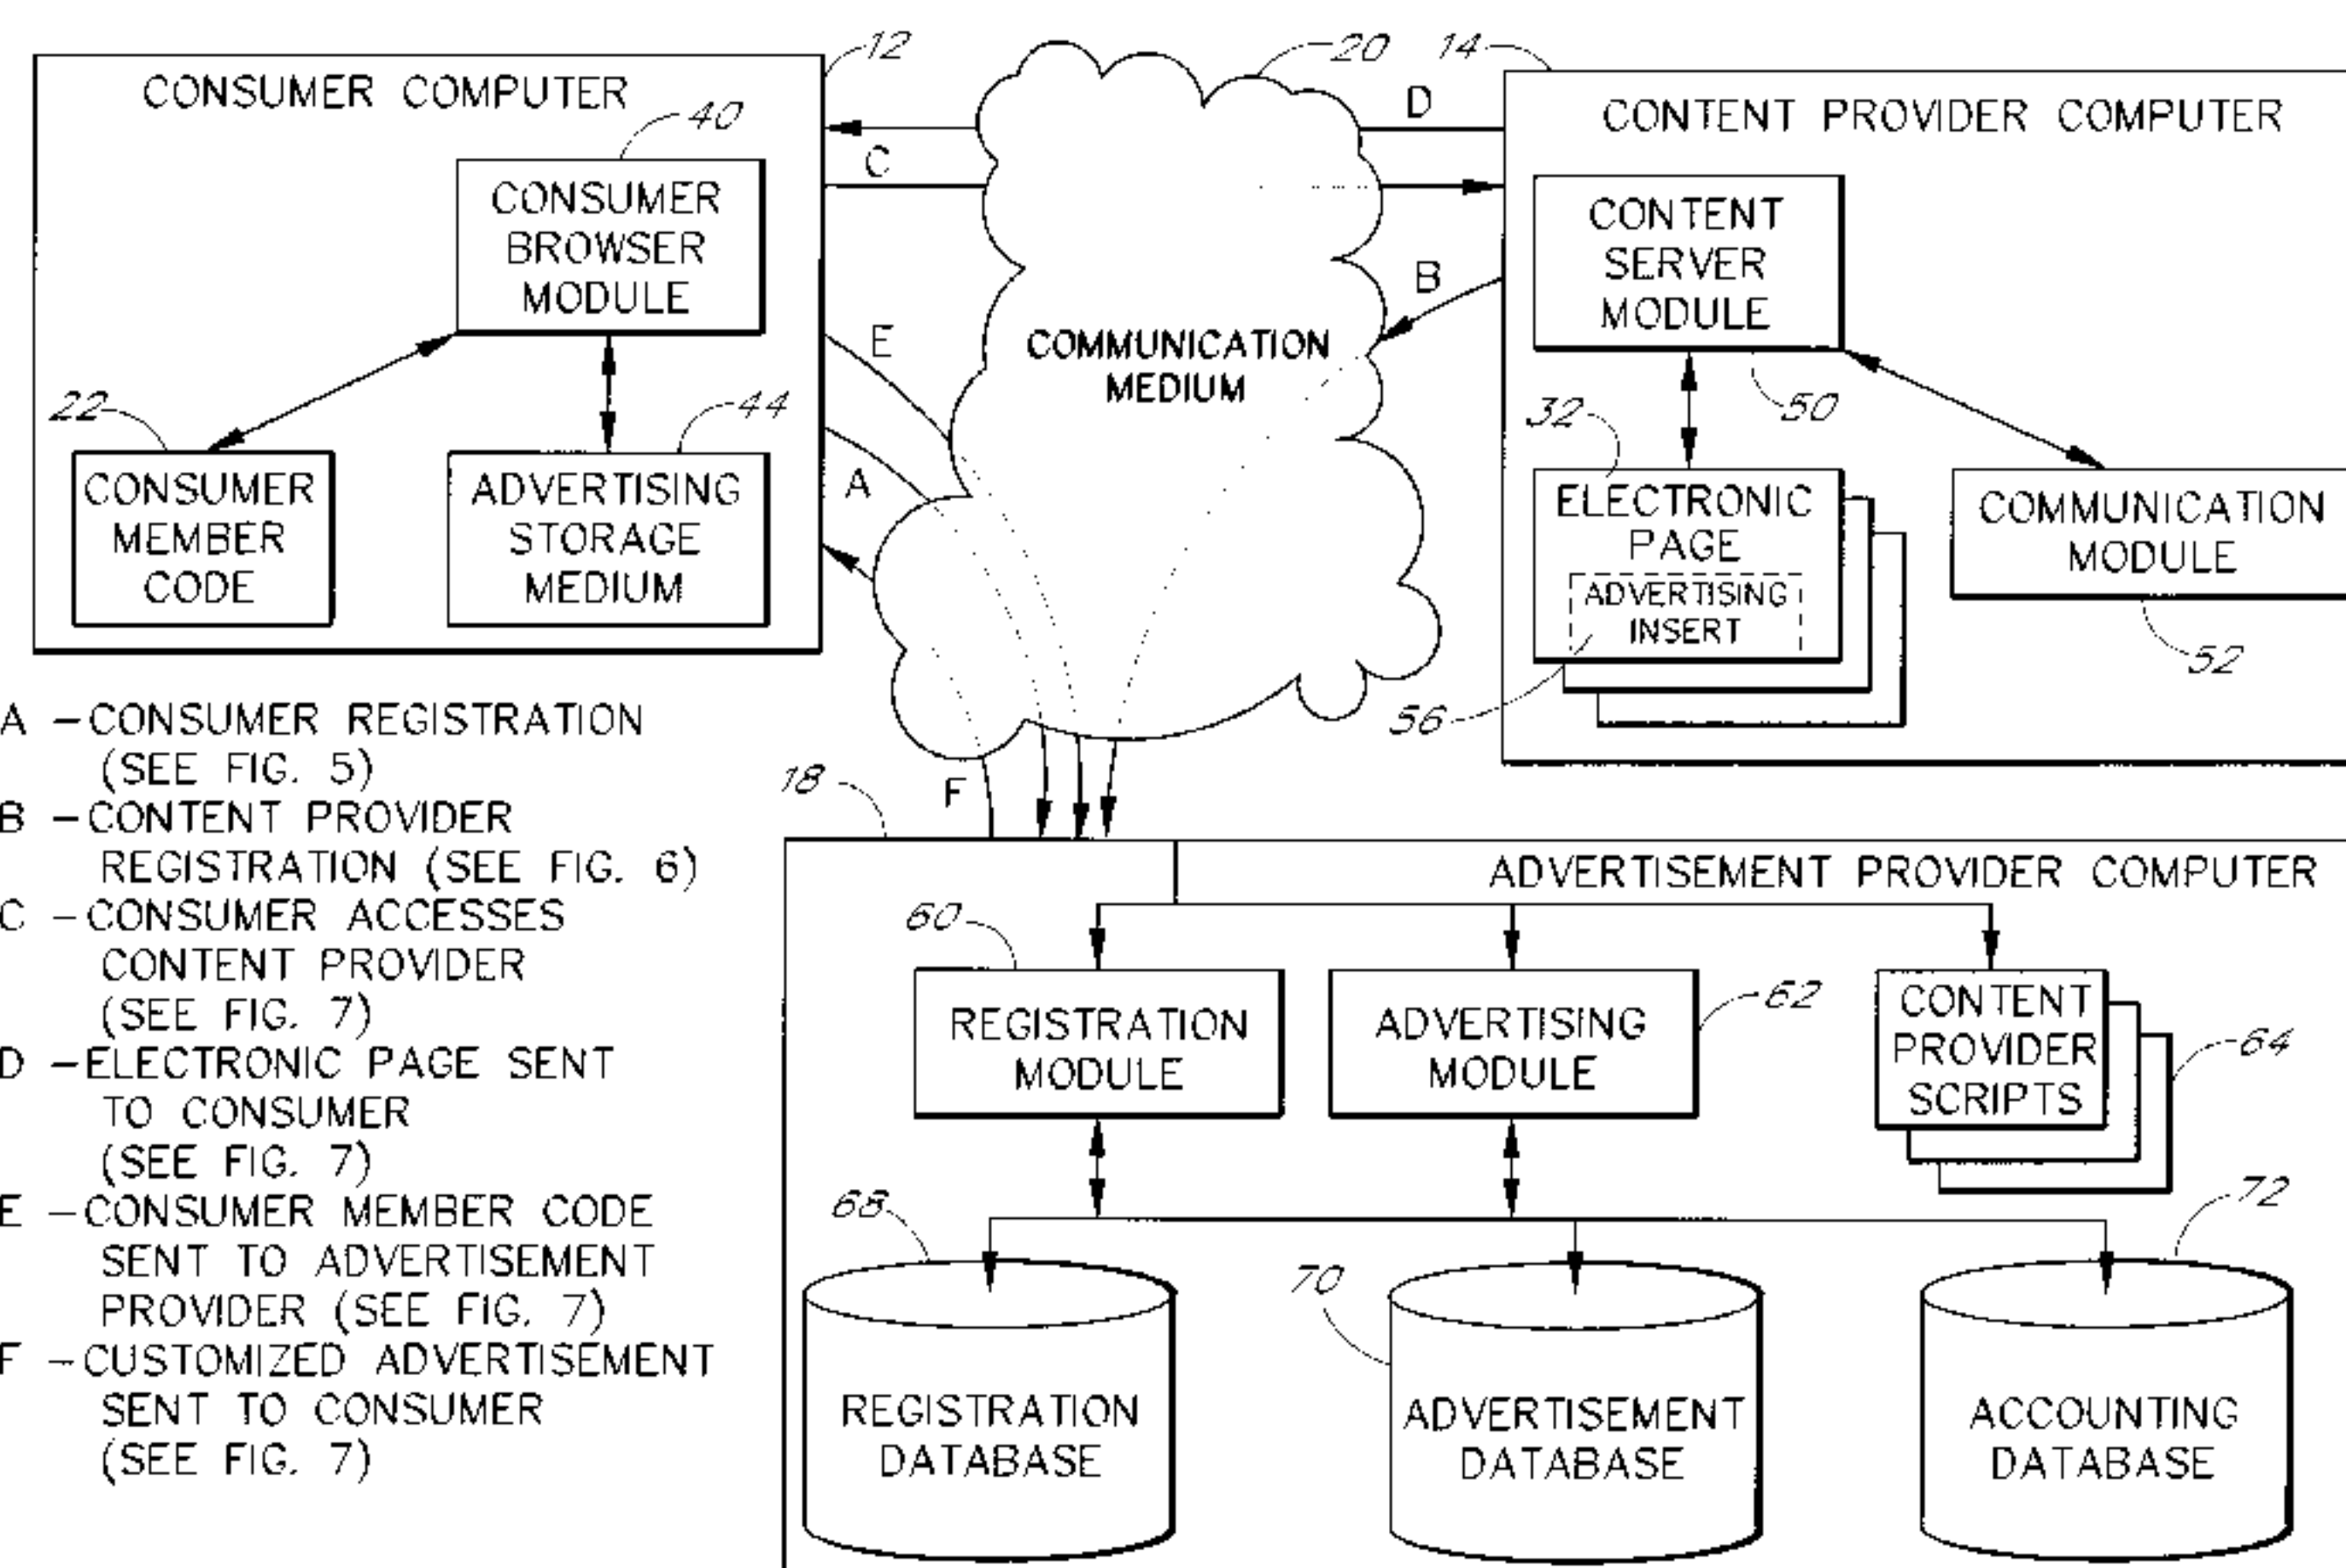 12
20
14
CONSUMER COMPUTER
40
D
CONTENT PROVIDER COMPUTER
C
CONSUMER
BROWSER
MODULE
CONTENT
SERVER
MODULE
B
E
COMMUNICATION
MEDIUM
22
44
32
50
A
CONSUMER
MEMBER
CODE
ADVERTISING
STORAGE
MEDIUM
ELECTRONIC
PAGE
ADVERTISING
INSERT
COMMUNICATION
MODULE
52
56
A – CONSUMER REGISTRATION
(SEE FIG. 5)
B – CONTENT PROVIDER
REGISTRATION (SEE FIG. 6)
C – CONSUMER ACCESSES
CONTENT PROVIDER
(SEE FIG. 7)
D – ELECTRONIC PAGE SENT
TO CONSUMER
(SEE FIG. 7)
E – CONSUMER MEMBER CODE
SENT TO ADVERTISEMENT
PROVIDER (SEE FIG. 7)
F – CUSTOMIZED ADVERTISEMENT
SENT TO CONSUMER
(SEE FIG. 7)
18
F
ADVERTISEMENT PROVIDER COMPUTER
60
REGISTRATION
MODULE
ADVERTISING
MODULE
62
CONTENT
PROVIDER
SCRIPTS
64
68
70
72
REGISTRATION
DATABASE
ADVERTISEMENT
DATABASE
ACCOUNTING
DATABASE